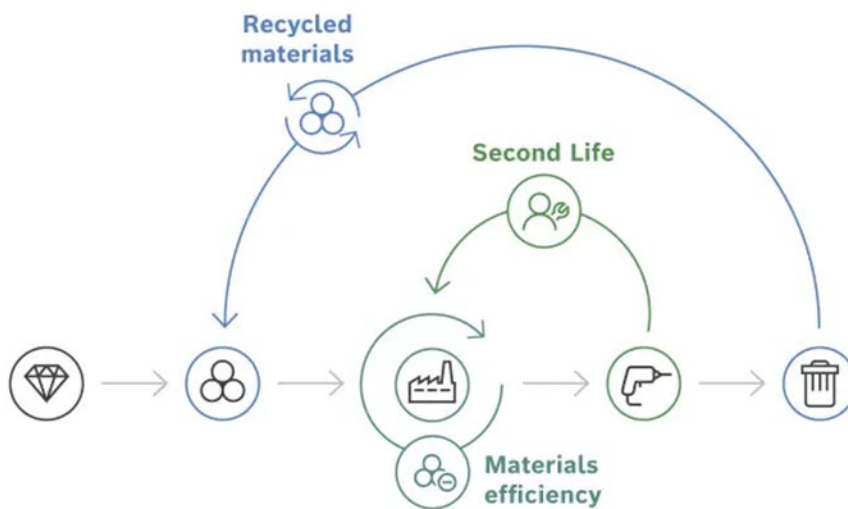 Recycled
materials
Second Life
Materials
efficiency